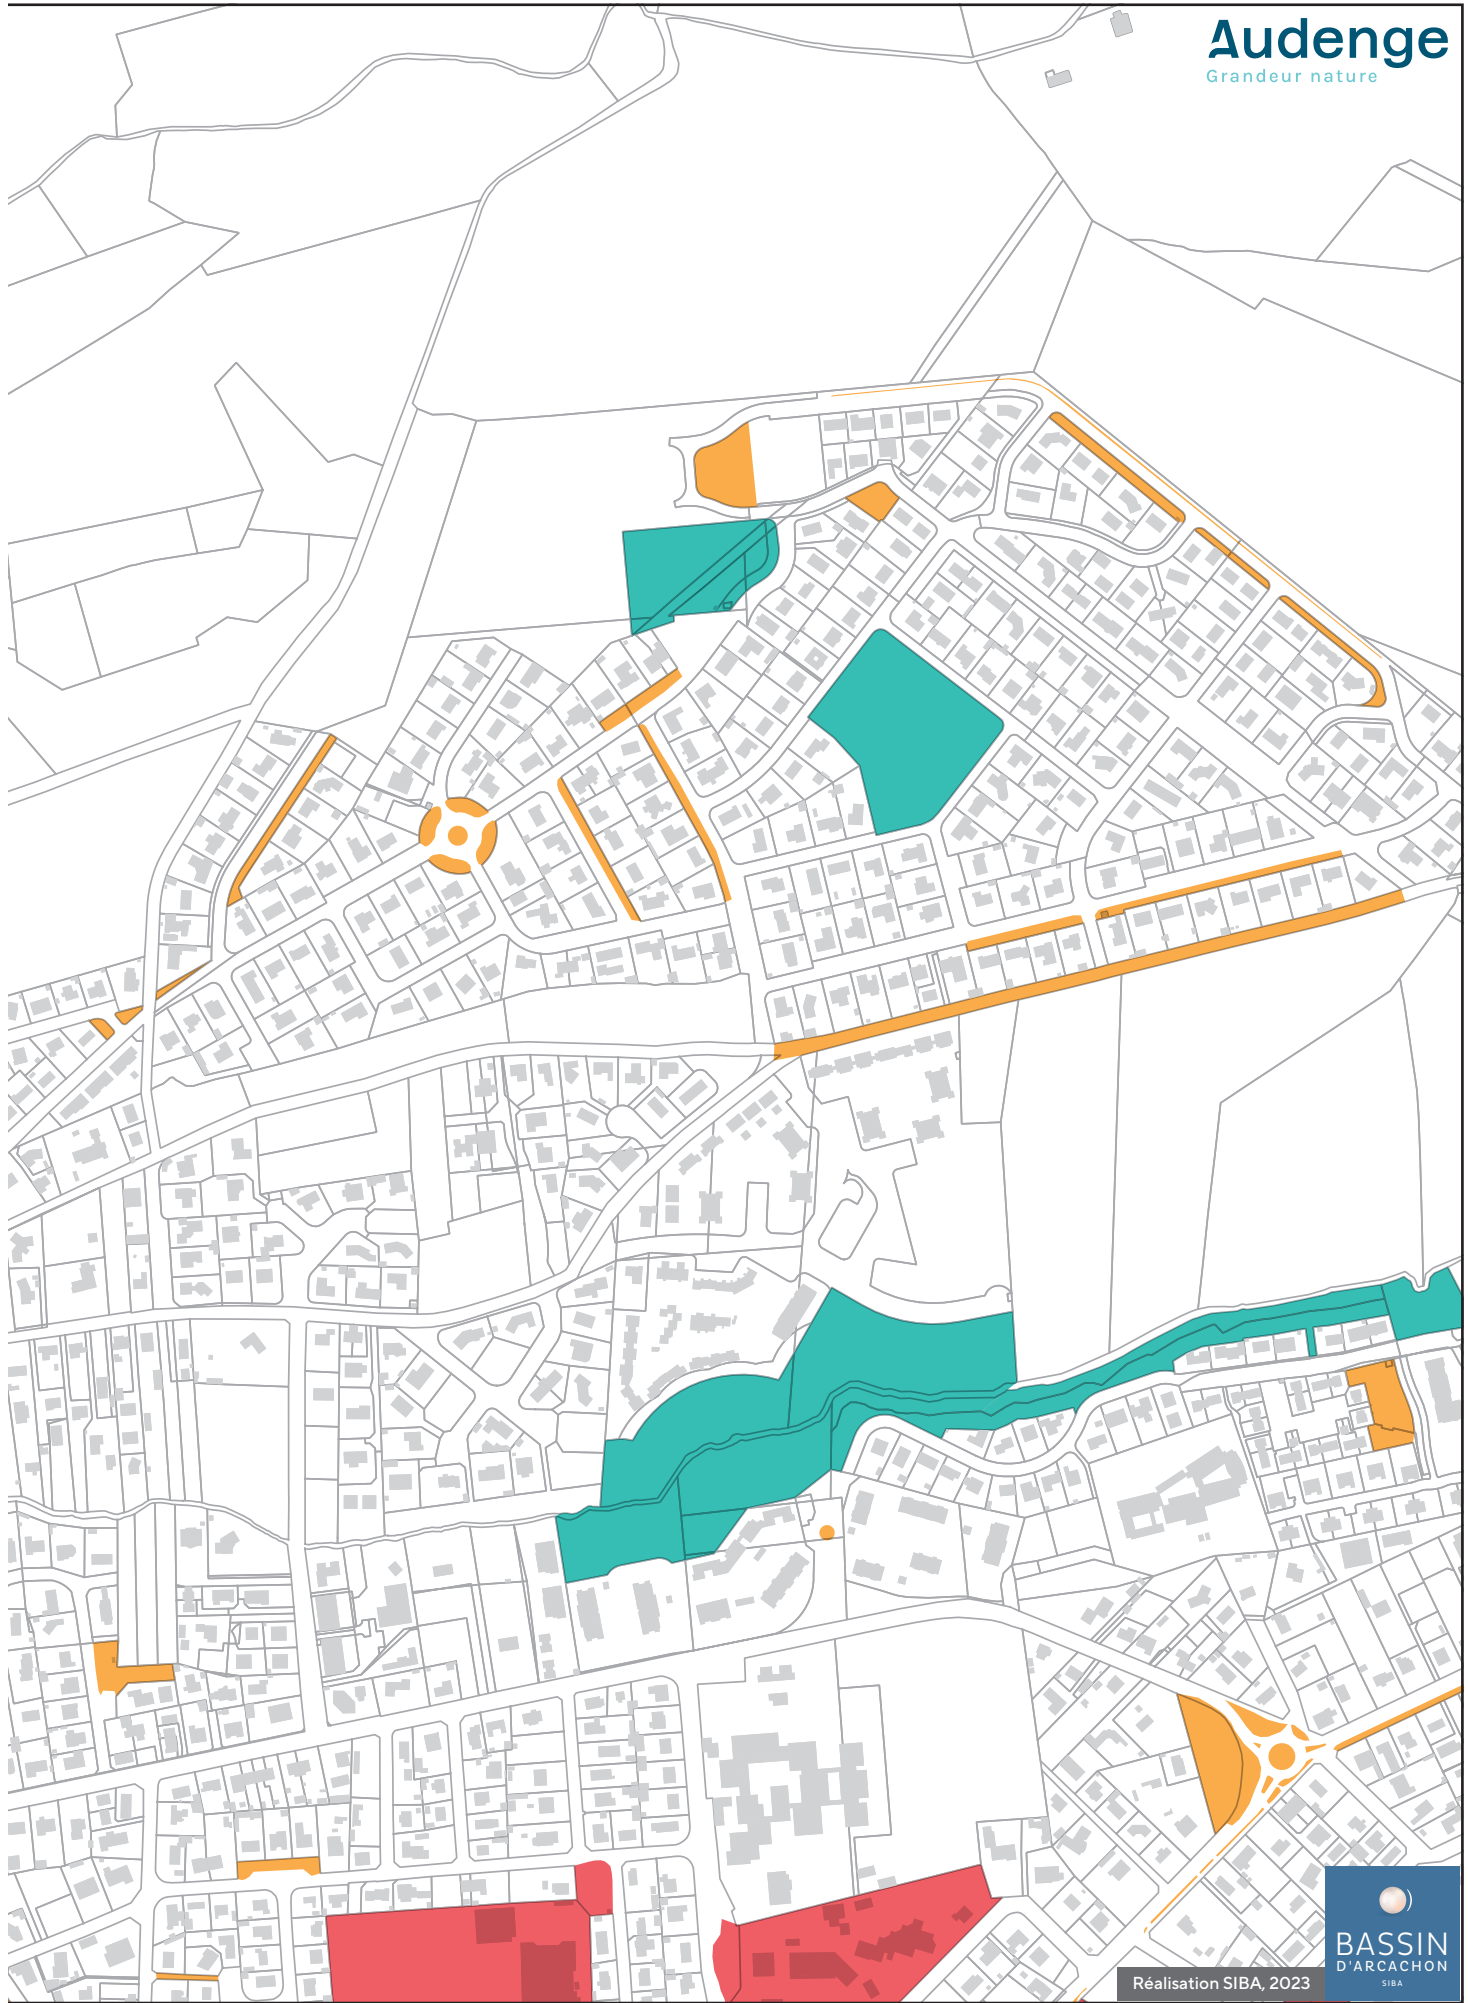 Audenge
Grandeur nature
BASSIN
D'ARCACHON
SIBA
Réalisation SIBA, 2023